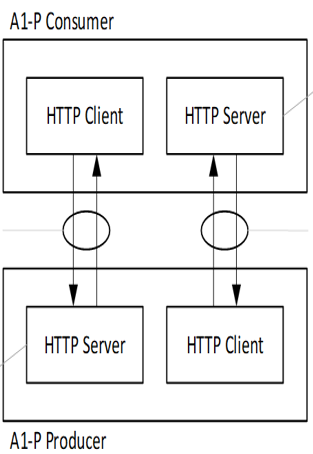 A1-P Consumer
HTTP Client
HTTP Server
HTTP Server
HTTP Client
A1-P Producer